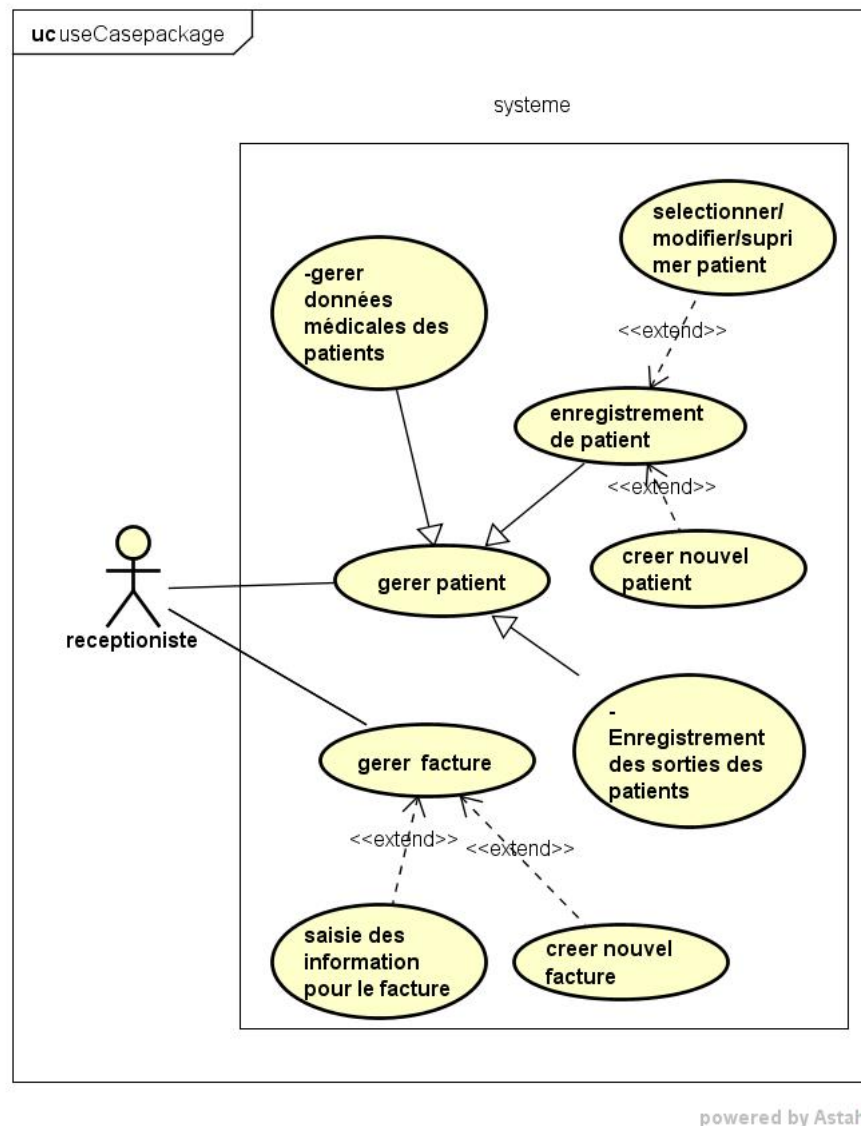 uc useCasepackage
systeme
selectionner/
modifier/supri
mer patient
-gerer
données
médicales des
patients
<<extend>>
enregistrement
de patient
<<extend>>
creer nouvel
patient
gerer patient
receptioniste
-
Enregistrement
des sorties des
patients
gerer facture
<<extend>>
<<extend>>
saisie des
information
pour le facture
creer nouvel
facture
powered by Astah